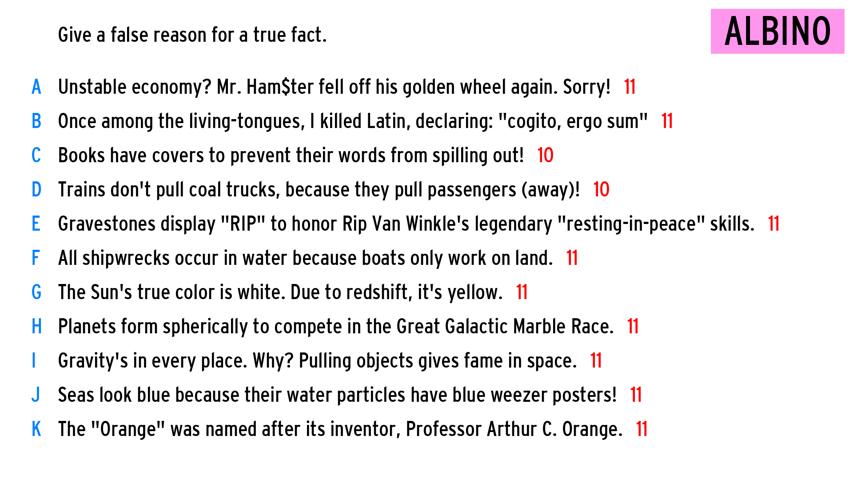 Give a false reason for a true fact.
ALBINO
A Unstable economy? Mr. Ham$ter fell off his golden wheel again. Sorry! 11
B Once among the living-tongues, I killed Latin, declaring: "cogito, ergo sum" 11
C Books have covers to prevent their words from spilling out! 10
D Trains don't pull coal trucks, because they pull passengers (away)! 10
E Gravestones display "RIP" to honor Rip Van Winkle's legendary "resting-in-peace" skills. 11
F All shipwrecks occur in water because boats only work on land. 11
G The Sun's true color is white. Due to redshift, it's yellow. 11
H Planets form spherically to compete in the Great Galactic Marble Race. 11
I Gravity's in every place. Why? Pulling objects gives fame in space. 11
J Seas look blue because their water particles have blue weezer posters! 11
K The "Orange" was named after its inventor, Professor Arthur C. Orange. 11